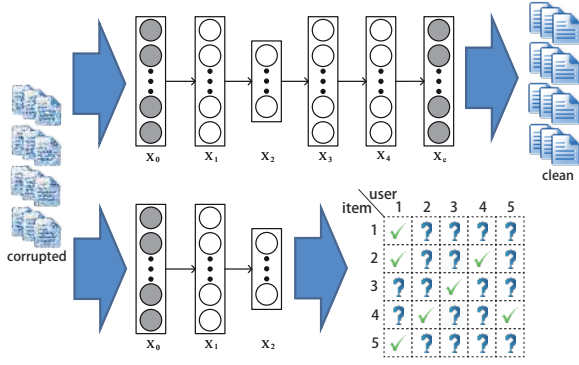 X₀ X₁ X₂ X₃ X₄ Xc
clean
corrupted
user
item 1 2 3 4 5
1 ✓ ? ? ? ?
2 ✓ ? ? ✓ ?
3 ? ? ✓ ? ?
4 ? ✓ ? ? ✓
5 ✓ ? ? ? ?
X₀ X₁ X₂